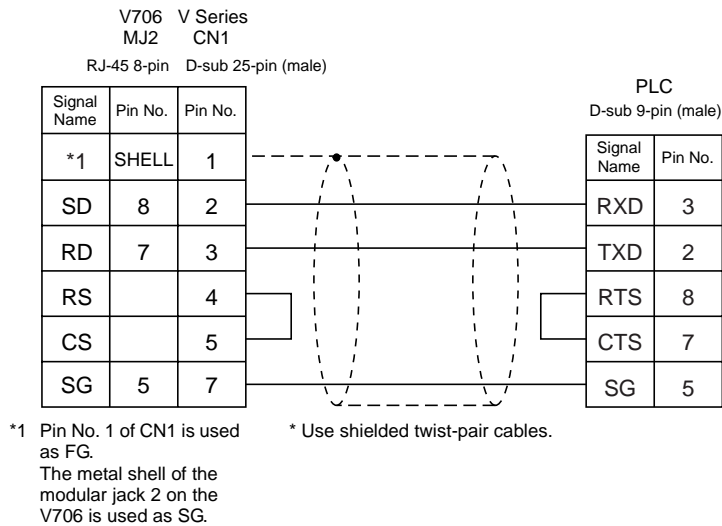 V706 V Series
MJ2 CN1
RJ-45 8-pin D-sub 25-pin (male)
PLC
D-sub 9-pin (male)
Signal Name Pin No. Pin No.
*1 SHELL 1
SD 8 2
RD 7 3
RS 4
CS 5
SG 5 7
Signal Name Pin No.
RXD 3
TXD 2
RTS 8
CTS 7
SG 5
*1 Pin No. 1 of CN1 is used
as FG.
The metal shell of the
modular jack 2 on the
V706 is used as SG.
* Use shielded twist-pair cables.